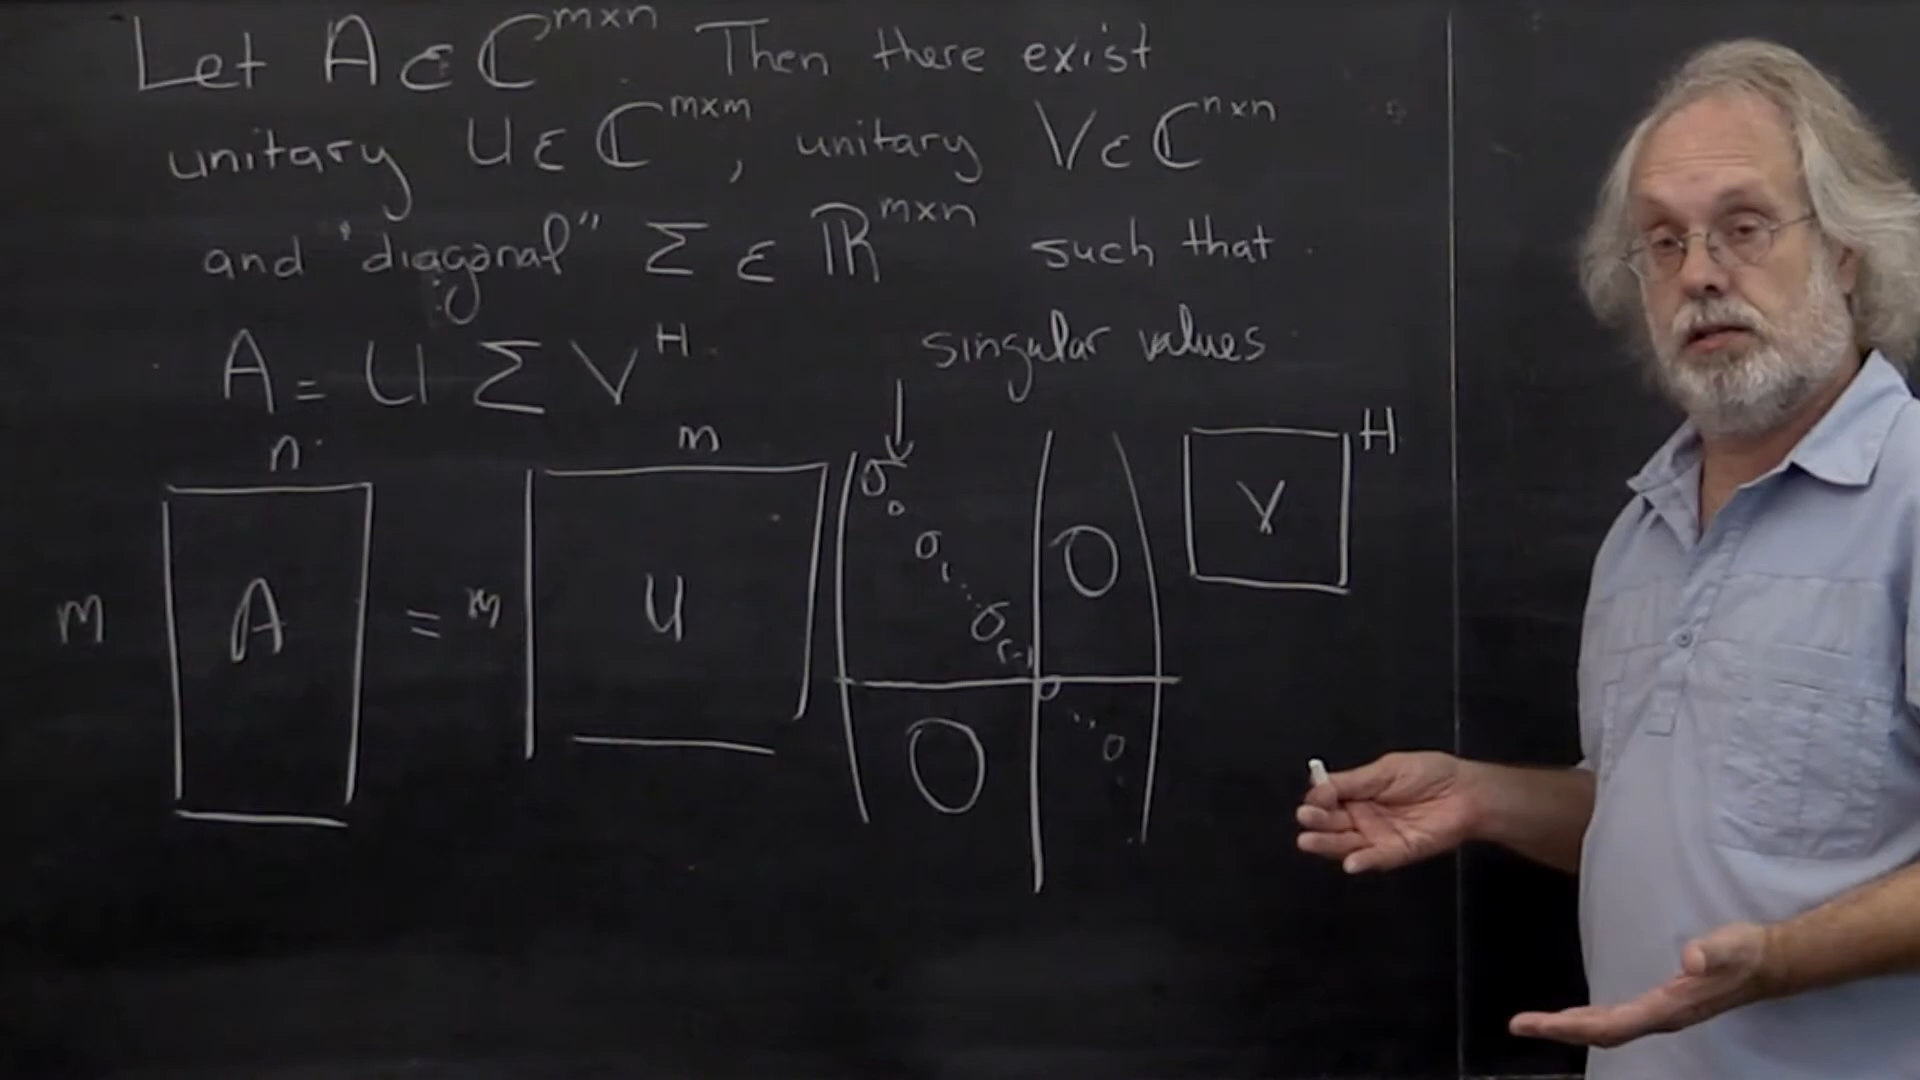 Let A ∈ ℂ^{m×n}. Then there exist
unitary U ∈ ℂ^{m×m}, unitary V ∈ ℂ^{n×n}
and "diagonal" Σ ∈ ℝ^{m×n} such that
A = U Σ V^H
singular values
n
m
H
m
A
=
m
U
σ₀
σ₁
⋱
σ_{r-1}
0
0
0
⋱
0
V